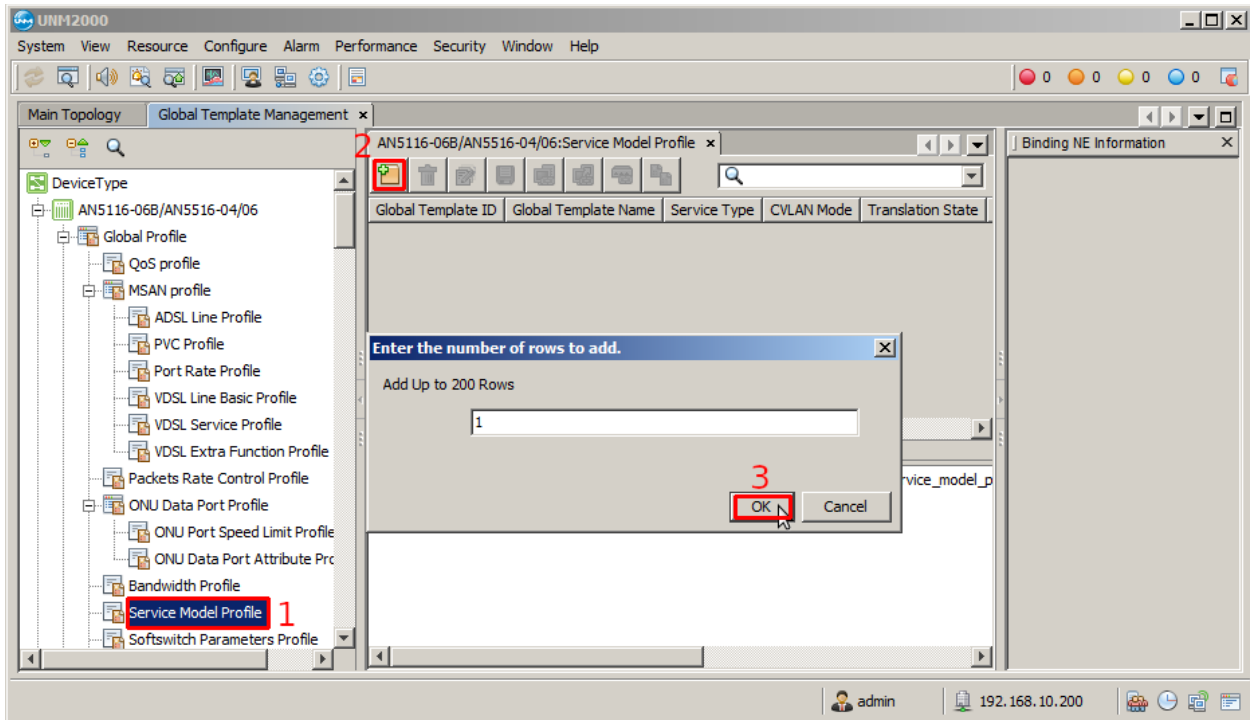 UNM2000
System View Resource Configure Alarm Performance Security Window Help
0 0 0 0
Main Topology Global Template Management
2
AN5116-06B/AN5516-04/06:Service Model Profile
Binding NE Information
DeviceType
AN5116-06B/AN5516-04/06
Global Template ID Global Template Name Service Type CVLAN Mode Translation State
Global Profile
QoS profile
MSAN profile
ADSL Line Profile
PVC Profile
Port Rate Profile
VDSL Line Basic Profile
VDSL Service Profile
VDSL Extra Function Profile
Packets Rate Control Profile
ONU Data Port Profile
ONU Port Speed Limit Profile
ONU Data Port Attribute Pro
Bandwidth Profile
Service Model Profile 1
Softswitch Parameters Profile
Enter the number of rows to add.
Add Up to 200 Rows
1
3
OK Cancel
rvice_model_p
admin 192.168.10.200